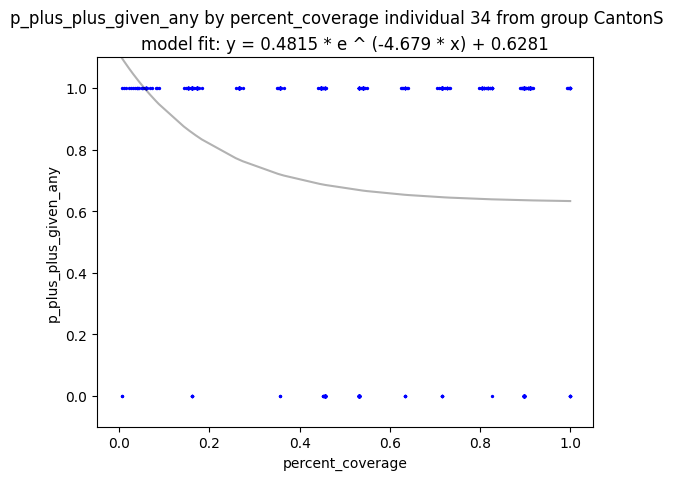 p_plus_plus_given_any by percent_coverage individual 34 from group CantonS
model fit: y = 0.4815 * e ^ (-4.679 * x) + 0.6281
1.0
0.8
0.6
0.4
0.2
0.0
p_plus_plus_given_any
0.0 0.2 0.4 0.6 0.8 1.0
percent_coverage